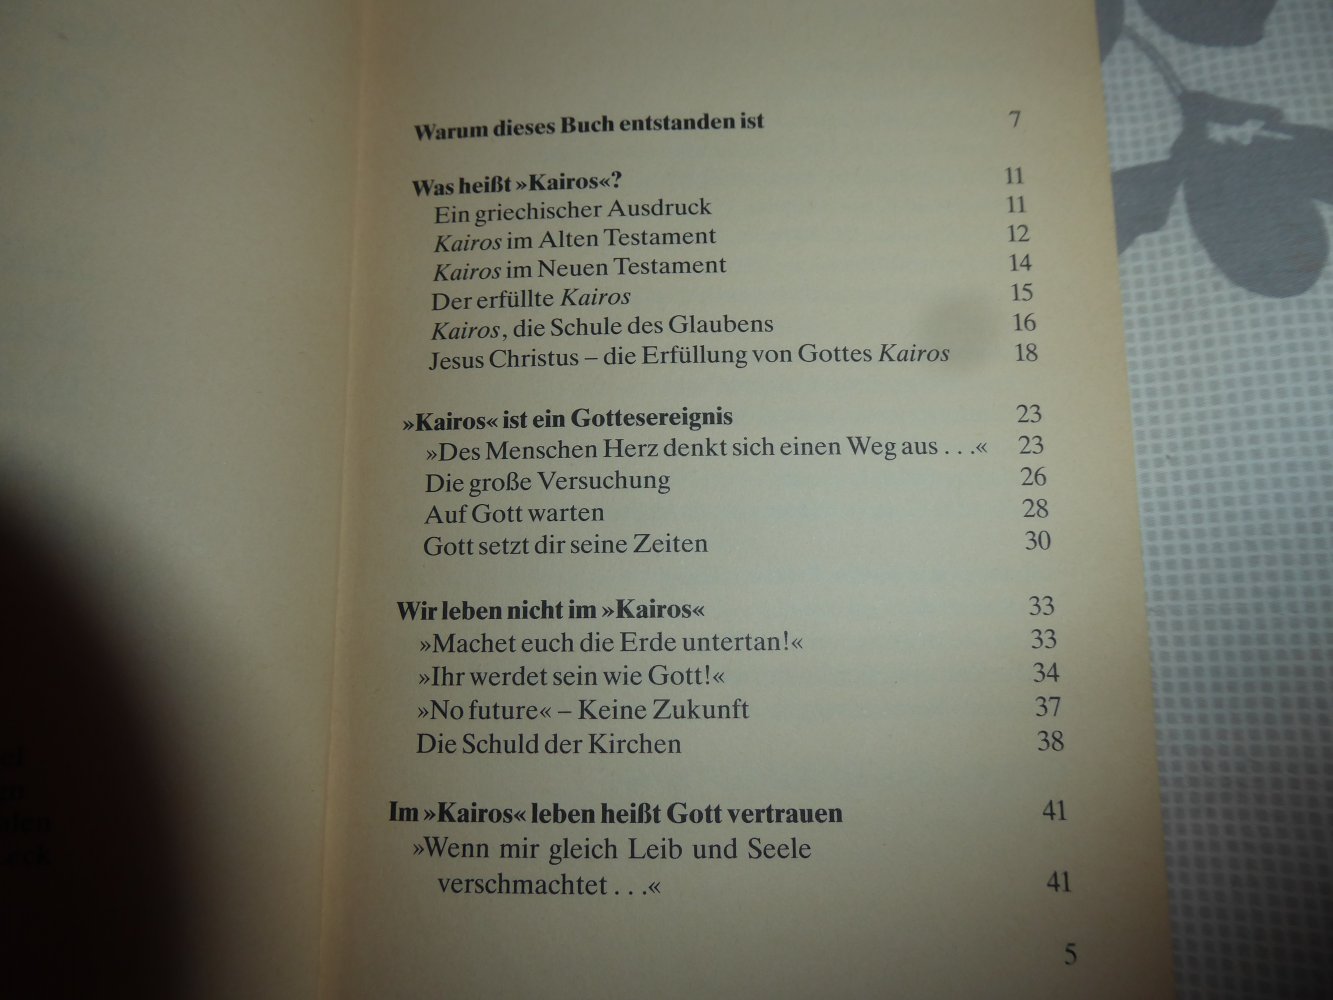 Warum dieses Buch entstanden ist 7
Was heißt »Kairos«? 11
Ein griechischer Ausdruck 11
Kairos im Alten Testament 12
Kairos im Neuen Testament 14
Der erfüllte Kairos 15
Kairos, die Schule des Glaubens 16
Jesus Christus – die Erfüllung von Gottes Kairos 18
»Kairos« ist ein Gottesereignis 23
»Des Menschen Herz denkt sich einen Weg aus . . .« 23
Die große Versuchung 26
Auf Gott warten 28
Gott setzt dir seine Zeiten 30
Wir leben nicht im »Kairos« 33
»Machet euch die Erde untertan!« 33
»Ihr werdet sein wie Gott!« 34
»No future« – Keine Zukunft 37
Die Schuld der Kirchen 38
Im »Kairos« leben heißt Gott vertrauen 41
»Wenn mir gleich Leib und Seele
verschmachtet . . .« 41
5